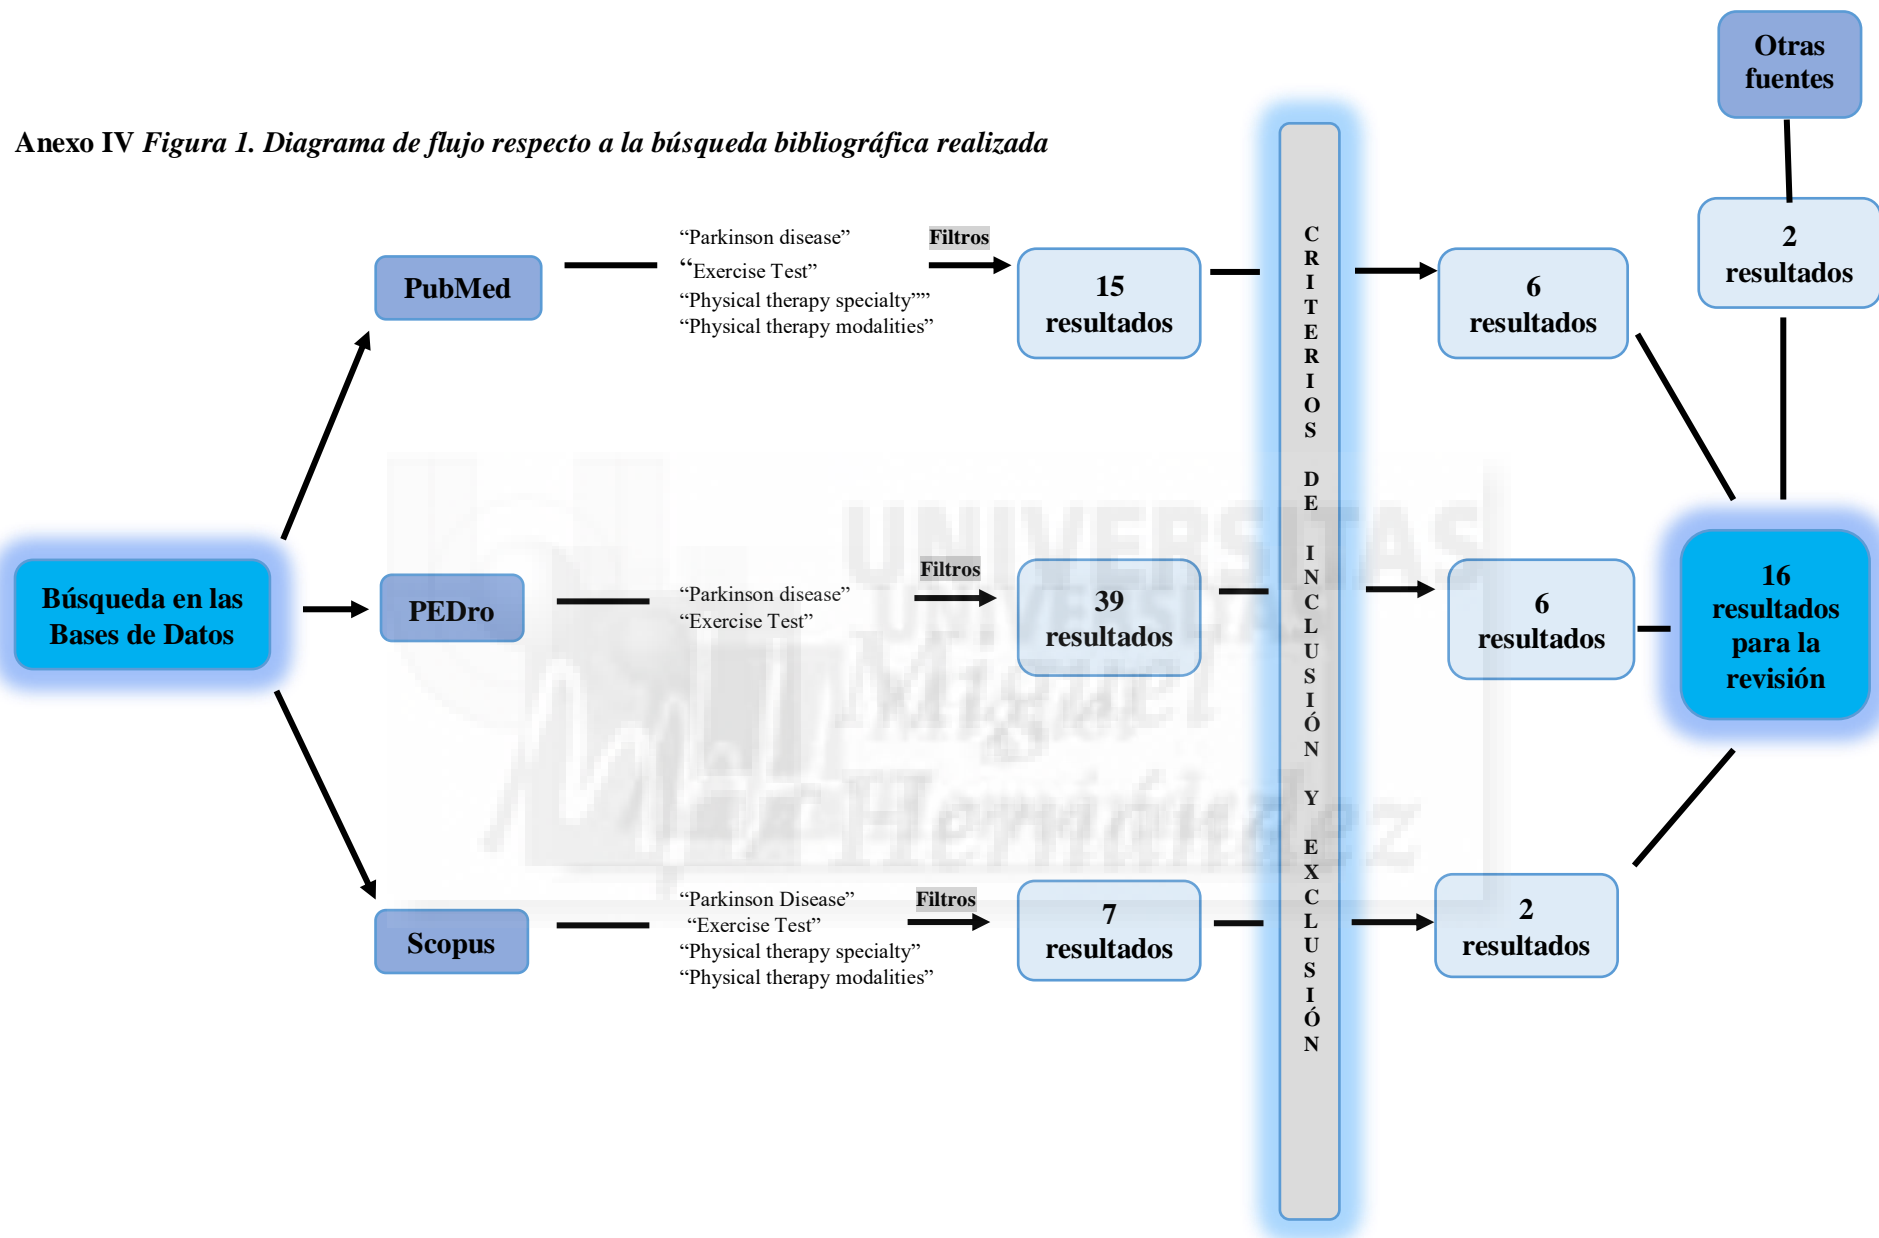 Otras
fuentes
Anexo IV Figura 1. Diagrama de flujo respecto a la búsqueda bibliográfica realizada
2
resultados
PubMed
“Parkinson disease”
“Exercise Test”
“Physical therapy specialty””
“Physical therapy modalities”
Filtros
15
resultados
6
resultados
CRITERIOS DE INCLUSIÓN Y EXCLUSIÓN
Búsqueda en las
Bases de Datos
PEDro
“Parkinson disease”
“Exercise Test”
Filtros
39
resultados
6
resultados
16
resultados
para la
revisión
Scopus
“Parkinson Disease”
“Exercise Test”
“Physical therapy specialty”
“Physical therapy modalities”
Filtros
7
resultados
2
resultados
UNIVERSITAS
Miguel
Hernández